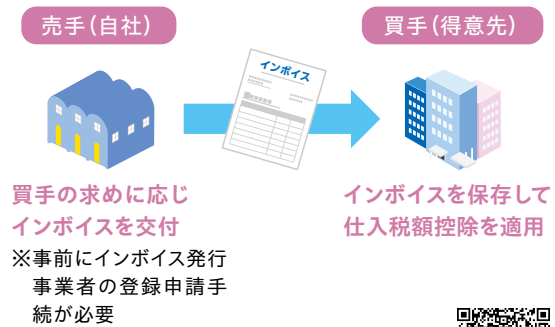 売手(自社)
買手(得意先)
インボイス
買手の求めに応じ
インボイスを交付
※事前にインボイス発行
事業者の登録申請手
続が必要
インボイスを保存して
仕入税額控除を適用